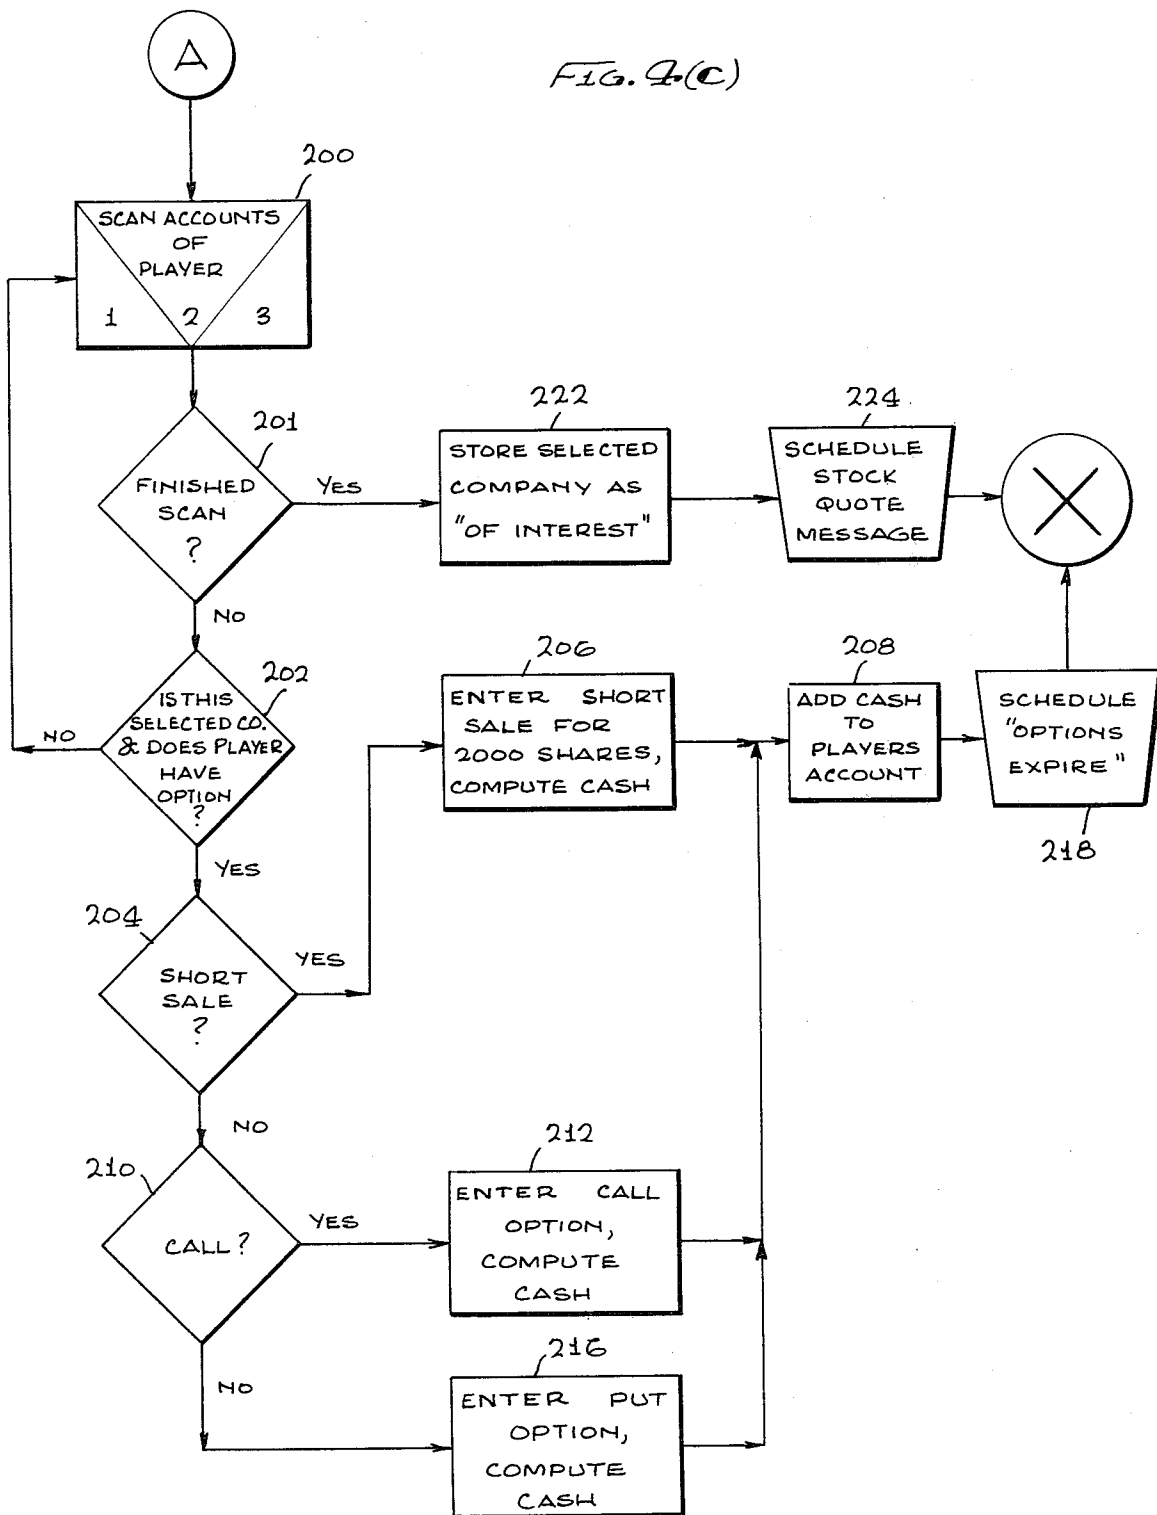 A
FIG. 4(C)
200
SCAN ACCOUNTS
OF
PLAYER
1 2 3
201
FINISHED
SCAN
?
YES
NO
222
STORE SELECTED
COMPANY AS
"OF INTEREST"
224
SCHEDULE
STOCK
QUOTE
MESSAGE
X
202
IS THIS
SELECTED CO.
& DOES PLAYER
HAVE
OPTION
?
NO
YES
206
ENTER SHORT
SALE FOR
2000 SHARES,
COMPUTE CASH
208
ADD CASH
TO
PLAYERS
ACCOUNT
SCHEDULE
"OPTIONS
EXPIRE"
218
204
SHORT
SALE
?
YES
NO
210
CALL?
YES
NO
212
ENTER CALL
OPTION,
COMPUTE
CASH
216
ENTER PUT
OPTION,
COMPUTE
CASH